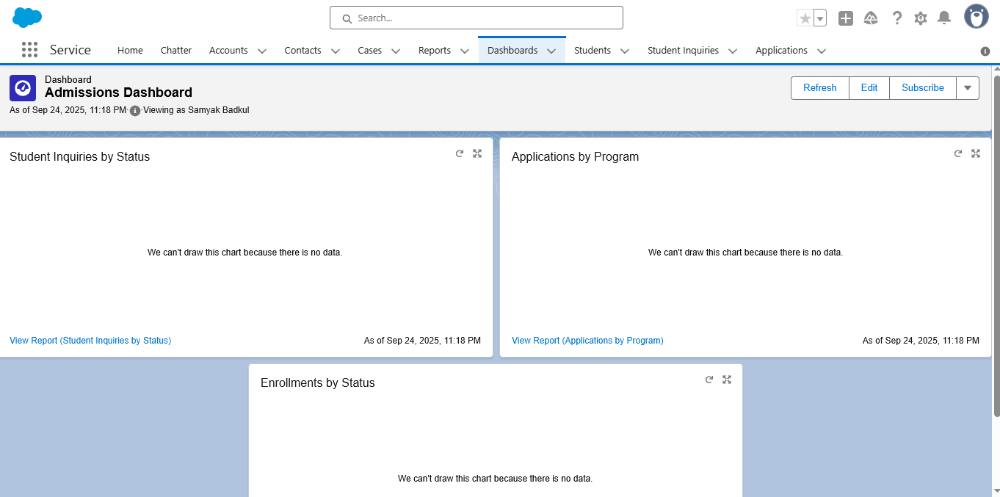 Search...
Service
Home Chatter Accounts Contacts Cases Reports Dashboards Students Student Inquiries Applications
Dashboard
Admissions Dashboard
As of Sep 24, 2025, 11:18 PM·Viewing as Samyak Badkul
Refresh Edit Subscribe
Student Inquiries by Status
We can't draw this chart because there is no data.
View Report (Student Inquiries by Status) As of Sep 24, 2025, 11:18 PM
Applications by Program
We can't draw this chart because there is no data.
View Report (Applications by Program) As of Sep 24, 2025, 11:18 PM
Enrollments by Status
We can't draw this chart because there is no data.